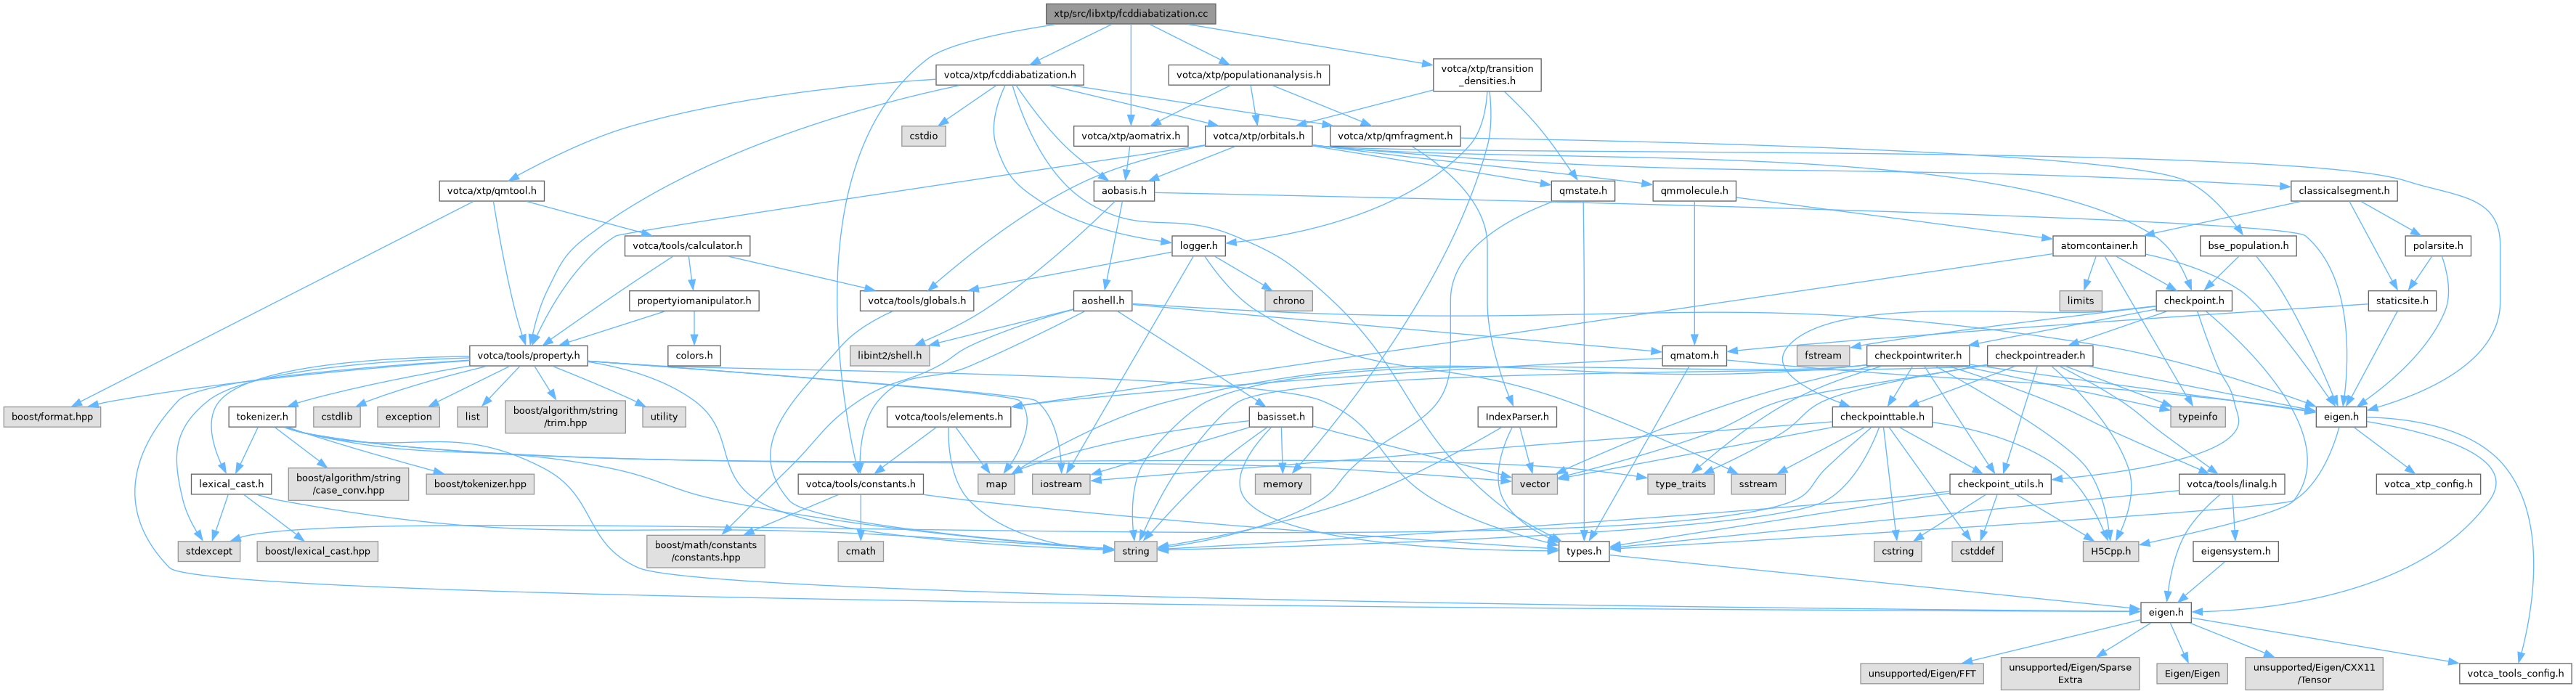 xtp/src/libxtp/fcddiabatization.cc
votca/xtp/fcddiabatization.h
votca/xtp/populationanalysis.h
votca/xtp/transition
_densities.h
cstdio
votca/xtp/aomatrix.h
votca/xtp/orbitals.h
votca/xtp/qmfragment.h
votca/xtp/qmtool.h
aobasis.h
qmstate.h
qmmolecule.h
classicalsegment.h
votca/tools/calculator.h
logger.h
atomcontainer.h
bse_population.h
polarsite.h
propertyiomanipulator.h
votca/tools/globals.h
aoshell.h
chrono
limits
checkpoint.h
staticsite.h
votca/tools/property.h
colors.h
libint2/shell.h
qmatom.h
fstream
checkpointwriter.h
checkpointreader.h
boost/format.hpp
tokenizer.h
cstdlib
exception
list
boost/algorithm/string
/trim.hpp
utility
votca/tools/elements.h
basisset.h
IndexParser.h
checkpointtable.h
typeinfo
eigen.h
lexical_cast.h
boost/algorithm/string
/case_conv.hpp
boost/tokenizer.hpp
votca/tools/constants.h
map
iostream
memory
vector
type_traits
sstream
checkpoint_utils.h
votca/tools/linalg.h
votca_xtp_config.h
stdexcept
boost/lexical_cast.hpp
boost/math/constants
/constants.hpp
cmath
string
types.h
cstring
cstddef
H5Cpp.h
eigensystem.h
eigen.h
unsupported/Eigen/FFT
unsupported/Eigen/Sparse
Extra
Eigen/Eigen
unsupported/Eigen/CXX11
/Tensor
votca_tools_config.h